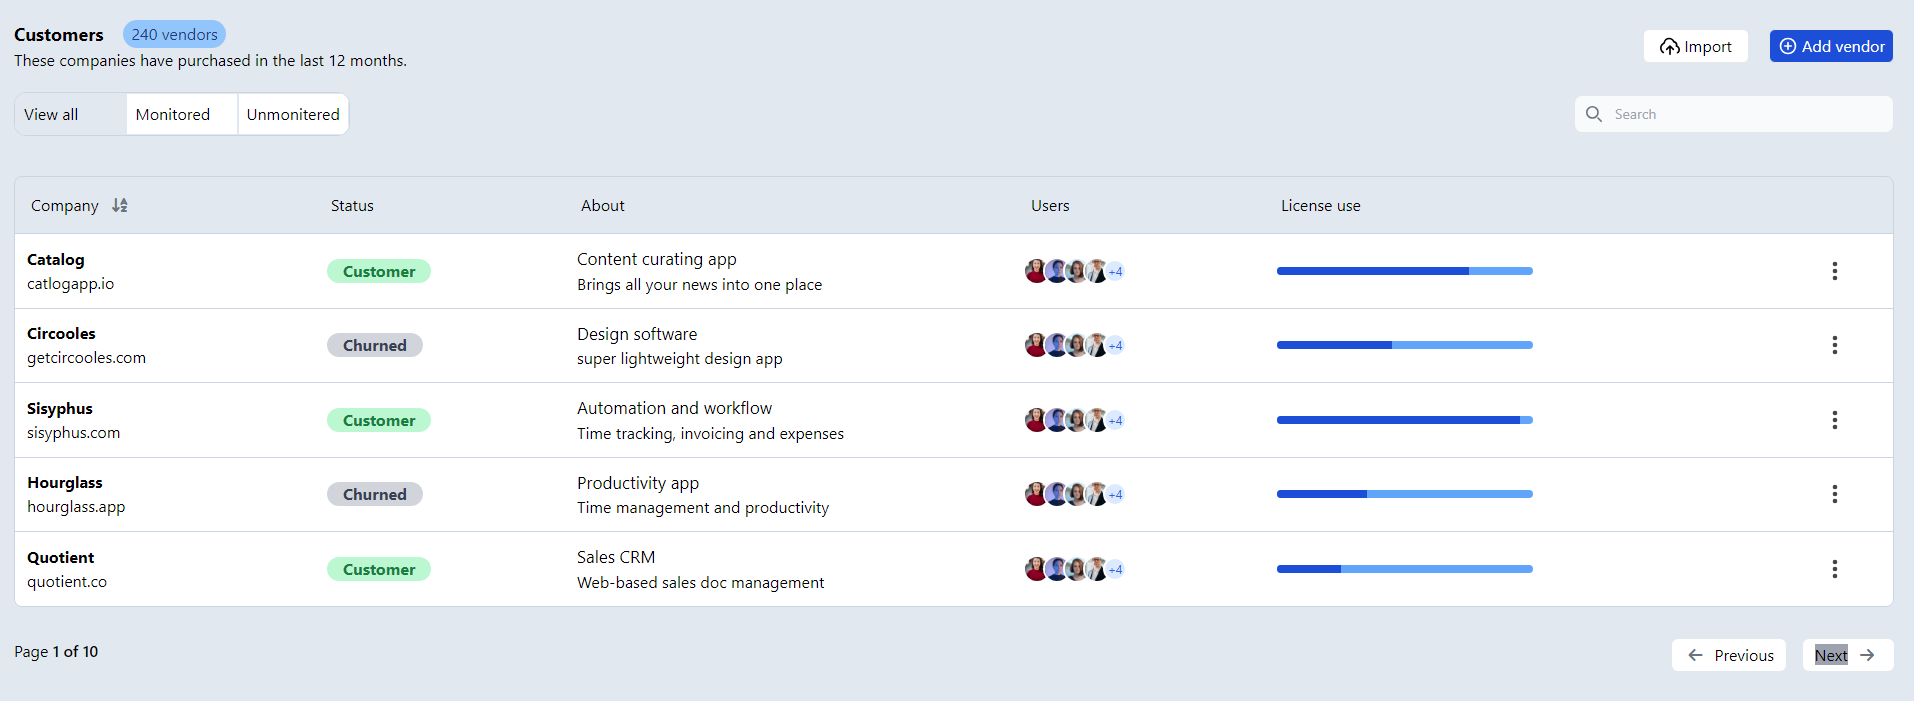 Customers 240 vendors
These companies have purchased in the last 12 months.
Import
Add vendor
View all Monitored Unmonitered
Search
Company Status About Users License use
Catalog
catlogapp.io
Customer
Content curating app
Brings all your news into one place
+4
Circooles
getcircooles.com
Churned
Design software
super lightweight design app
+4
Sisyphus
sisyphus.com
Customer
Automation and workflow
Time tracking, invoicing and expenses
+4
Hourglass
hourglass.app
Churned
Productivity app
Time management and productivity
+4
Quotient
quotient.co
Customer
Sales CRM
Web-based sales doc management
+4
Page 1 of 10
Previous
Next